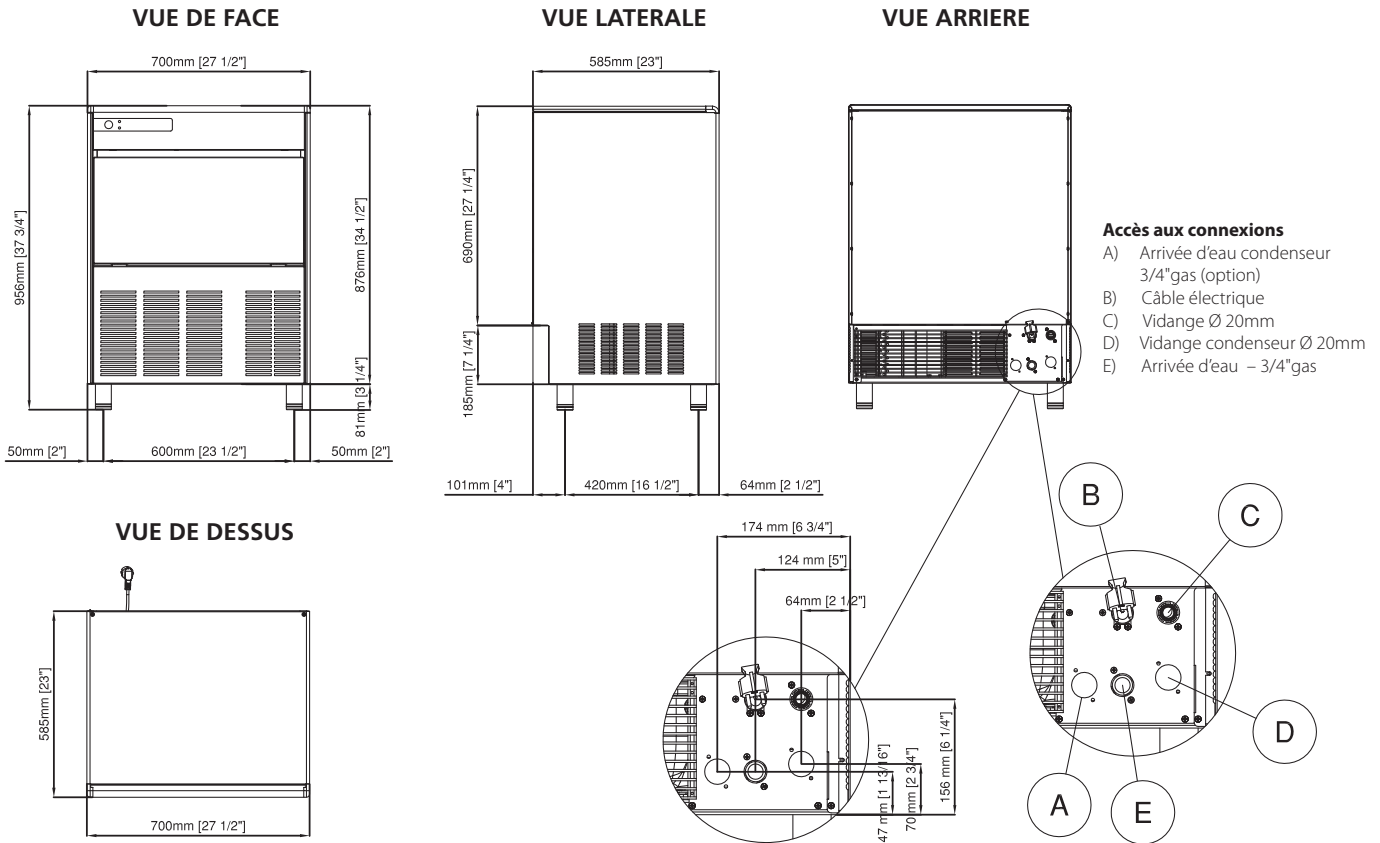 VUE DE FACE
VUE LATERALE
VUE ARRIERE
700mm [27 1/2"]
956mm [37 3/4"]
876mm [34 1/2"]
81mm [3 1/4"]
50mm [2"]
600mm [23 1/2"]
50mm [2"]
585mm [23"]
690mm [27 1/4"]
185mm [7 1/4"]
101mm [4"]
420mm [16 1/2"]
64mm [2 1/2"]
Accès aux connexions
A) Arrivée d'eau condenseur
3/4"gas (option)
B) Câble électrique
C) Vidange Ø 20mm
D) Vidange condenseur Ø 20mm
E) Arrivée d'eau – 3/4"gas
VUE DE DESSUS
585mm [23"]
700mm [27 1/2"]
174 mm [6 3/4"]
124 mm [5"]
64mm [2 1/2"]
47 mm [1 13/16"]
70 mm [2 3/4"]
156 mm [6 1/4"]
B
C
D
A
E